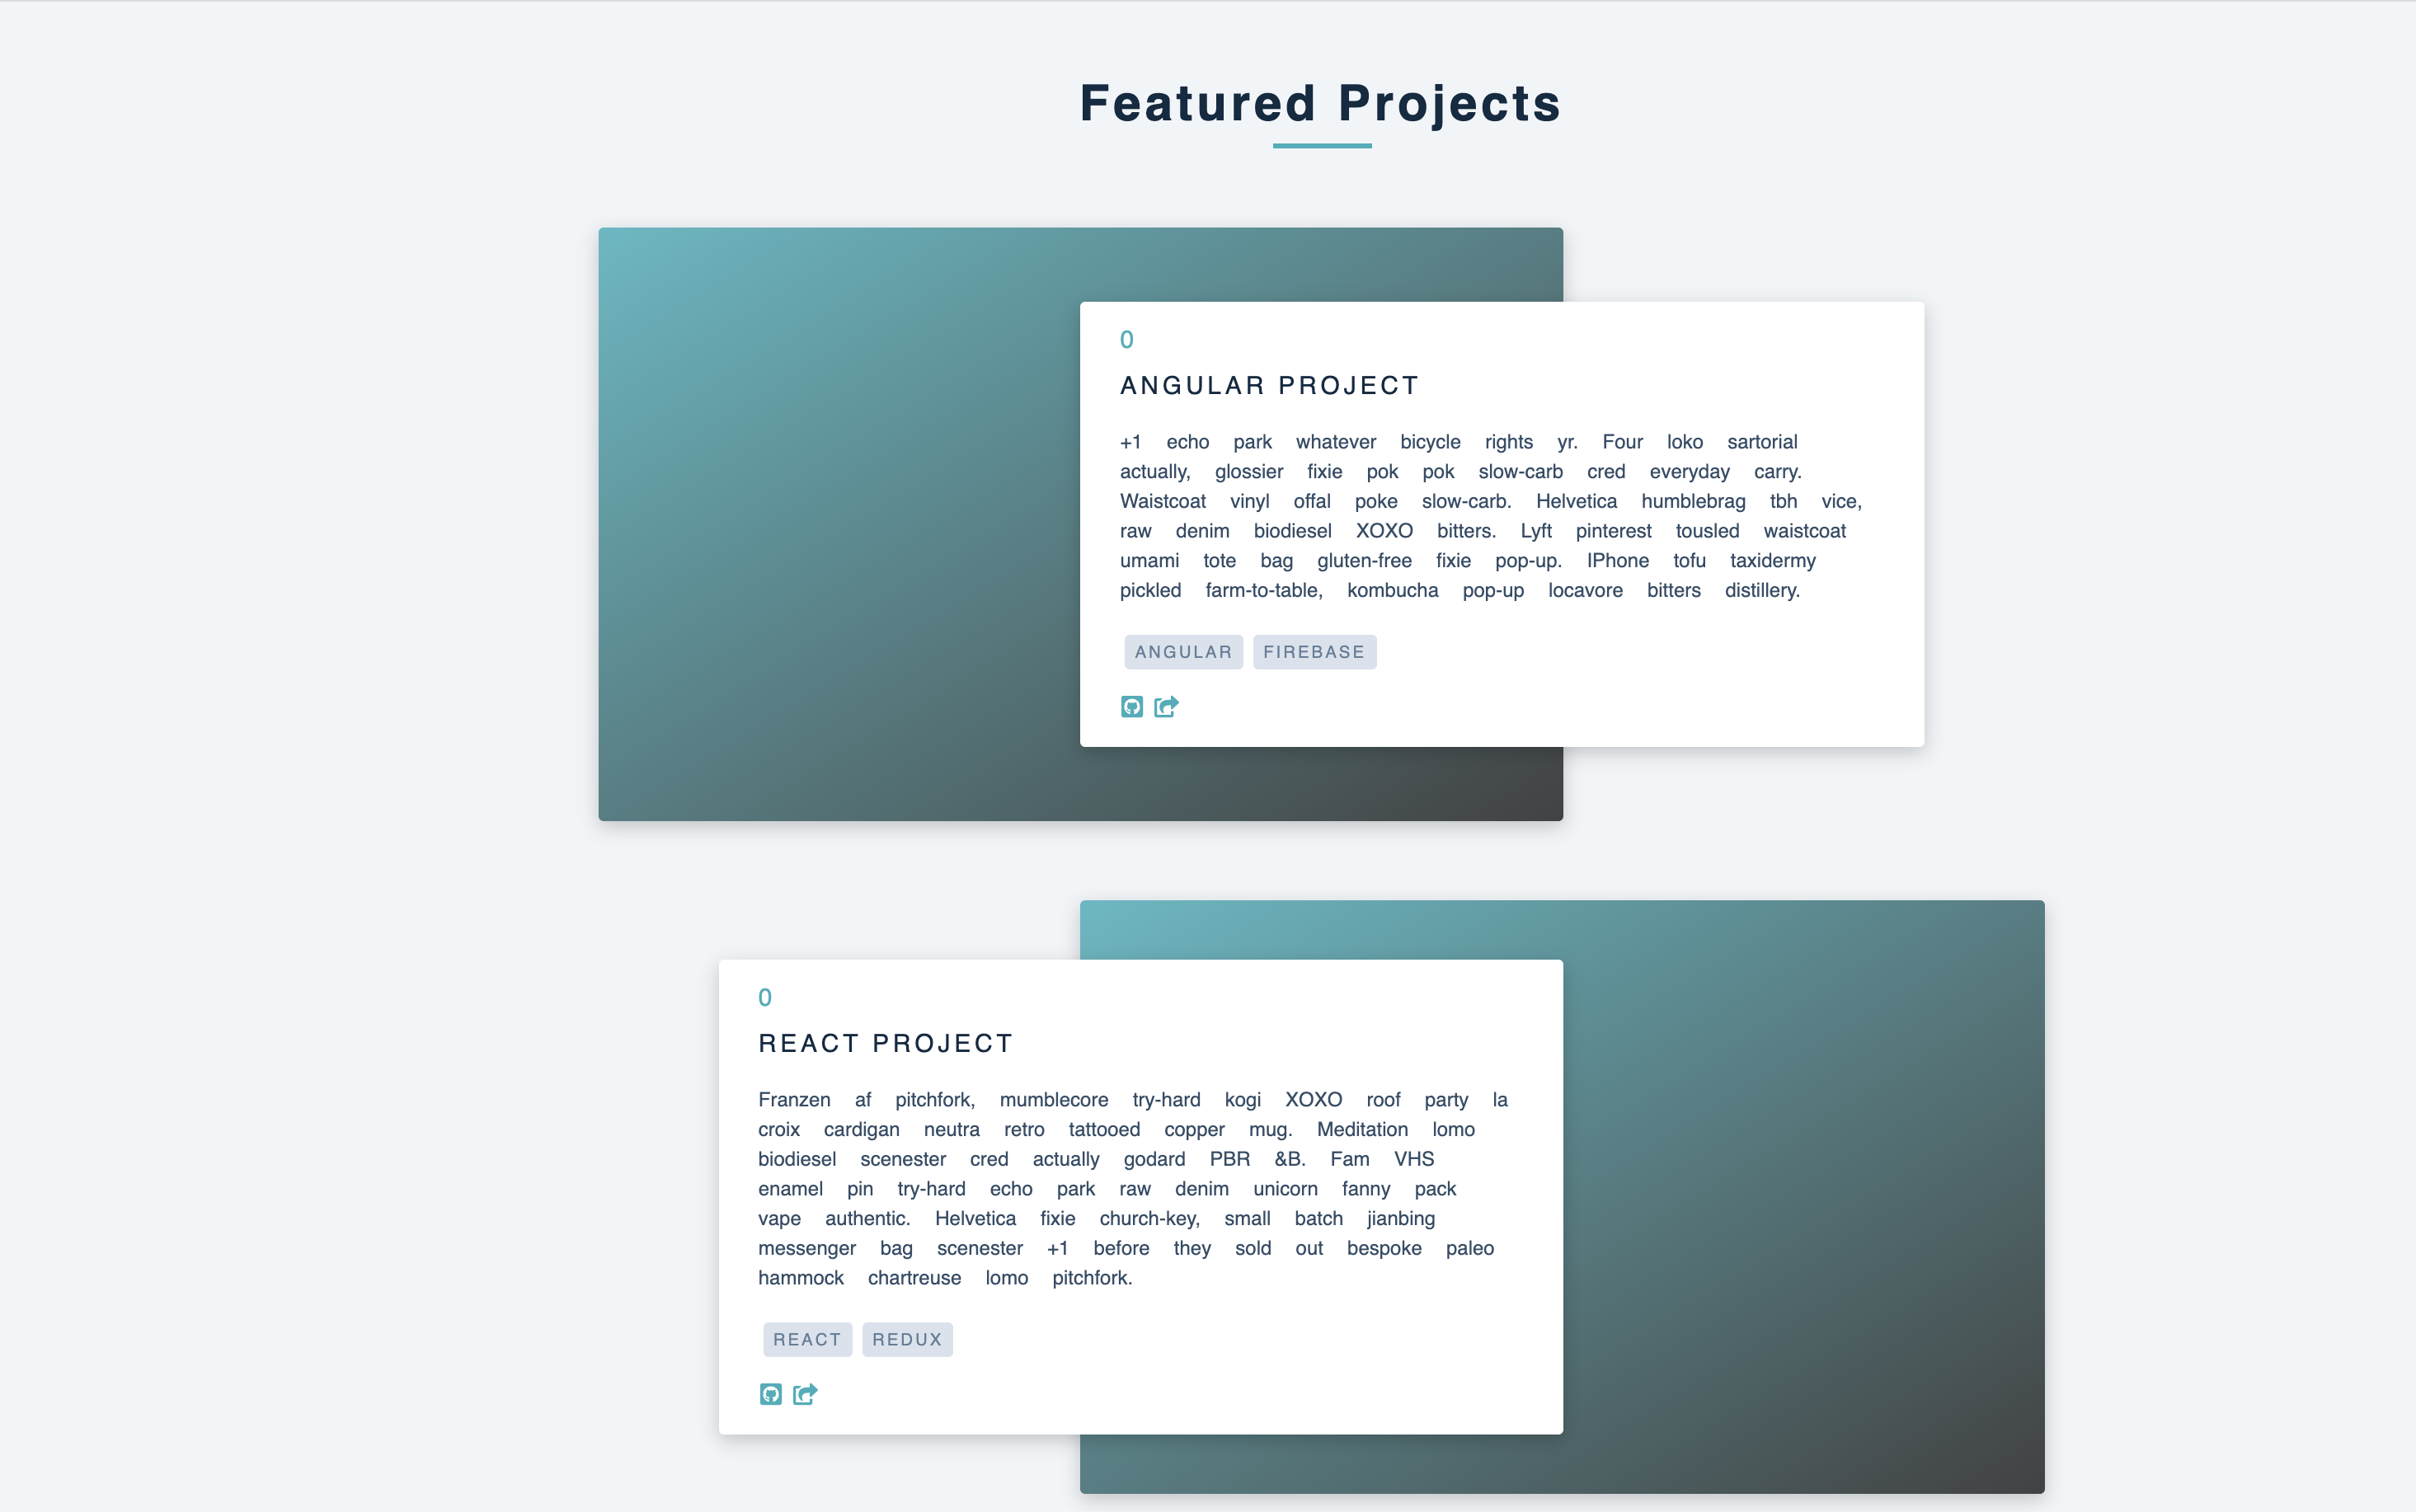 Featured Projects
0
ANGULAR PROJECT
+1 echo park whatever bicycle rights yr. Four loko sartorial
actually, glossier fixie pok pok slow-carb cred everyday carry.
Waistcoat vinyl offal poke slow-carb. Helvetica humblebrag tbh vice,
raw denim biodiesel XOXO bitters. Lyft pinterest tousled waistcoat
umami tote bag gluten-free fixie pop-up. IPhone tofu taxidermy
pickled farm-to-table, kombucha pop-up locavore bitters distillery.
ANGULAR FIREBASE
0
REACT PROJECT
Franzen af pitchfork, mumblecore try-hard kogi XOXO roof party la
croix cardigan neutra retro tattooed copper mug. Meditation lomo
biodiesel scenester cred actually godard PBR &B. Fam VHS
enamel pin try-hard echo park raw denim unicorn fanny pack
vape authentic. Helvetica fixie church-key, small batch jianbing
messenger bag scenester +1 before they sold out bespoke paleo
hammock chartreuse lomo pitchfork.
REACT REDUX